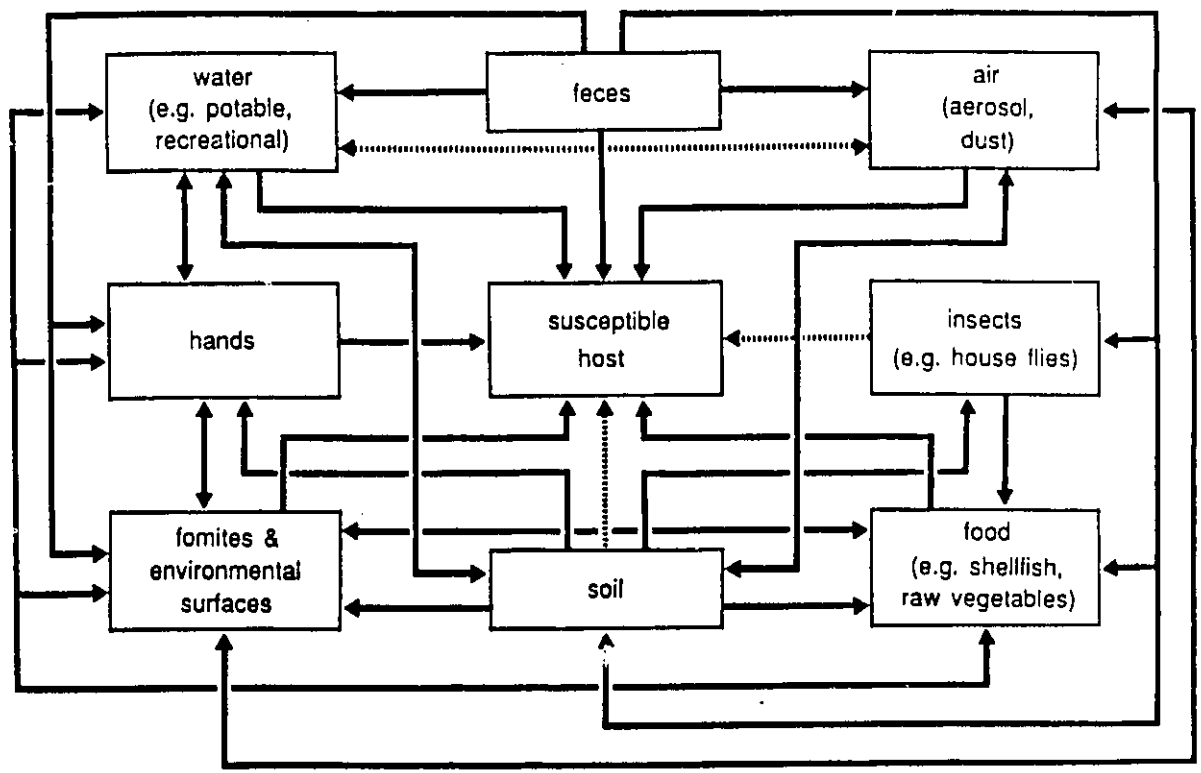 water
(e.g. potable,
recreational)
feces
air
(aerosol,
dust)
hands
susceptible
host
insects
(e.g. house flies)
fomites &
environmental
surfaces
soil
food
(e.g. shellfish,
raw vegetables)